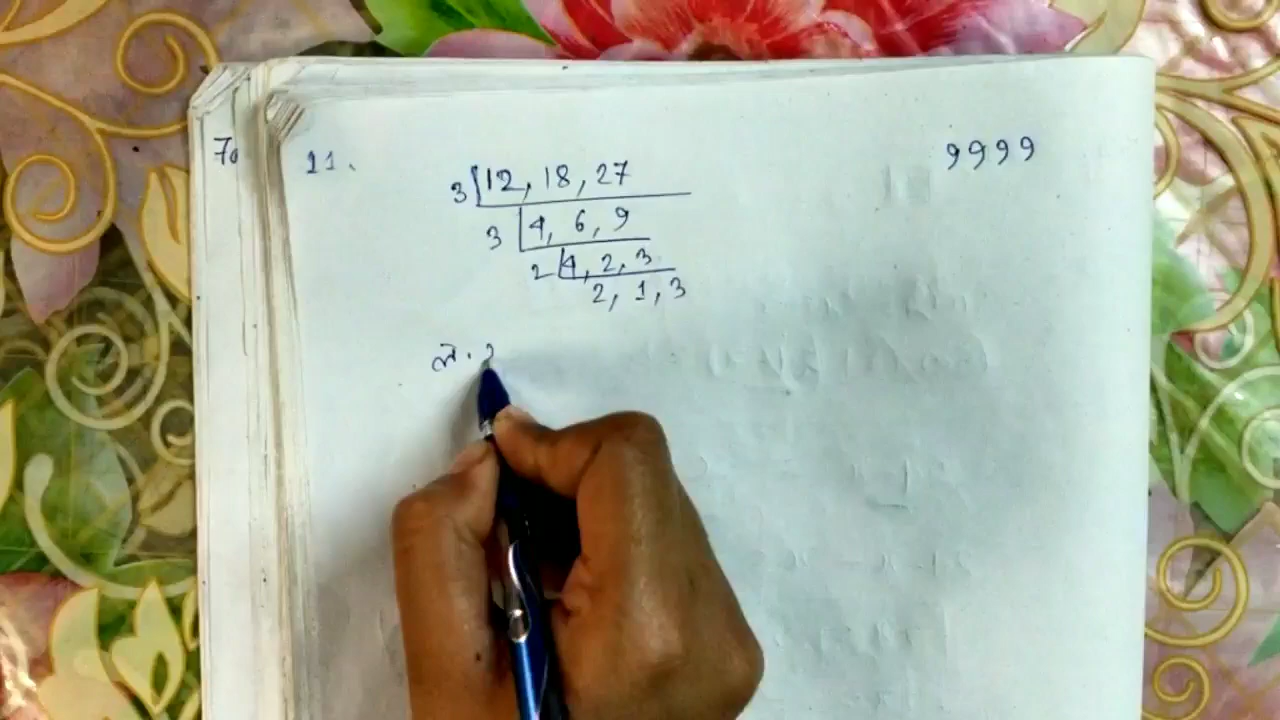 70
11.
9999
3 12, 18, 27
3 4, 6, 9
2 4, 2, 3
2, 1, 3